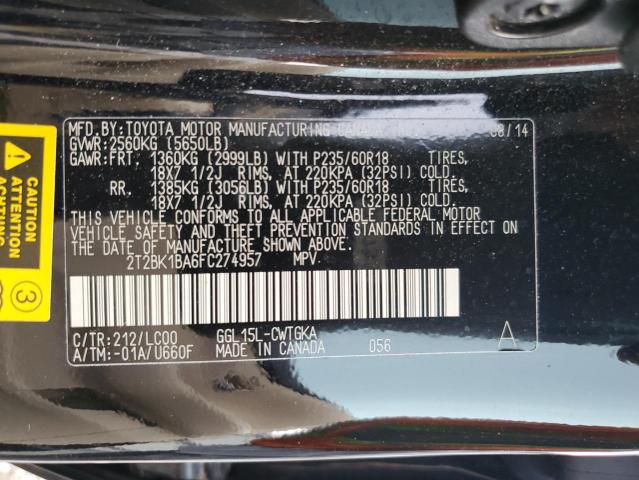 MFD.BY:TOYOTA MOTOR MANUFACTURING CANADA 08/14
GVWR:2560KG (5650LB)
GAWR:FRT. 1360KG (2999LB) WITH P235/60R18 TIRES,
18X7 1/2J RIMS, AT 220KPA (32PSI) COLD.
RR. 1385KG (3056LB) WITH P235/60R18 TIRES,
18X7 1/2J RIMS, AT 220KPA (32PSI) COLD.
THIS VEHICLE CONFORMS TO ALL APPLICABLE FEDERAL MOTOR
VEHICLE SAFETY AND THEFT PREVENTION STANDARDS IN EFFECT ON
THE DATE OF MANUFACTURE SHOWN ABOVE.
2T2BK1BA6FC274957 MPV
C/TR:212/LC00 GGL15L-CWTGKA
A/TM:-01A/U660F MADE IN CANADA 056 A
CAUTION
ATTENTION
ACHTUNG
3